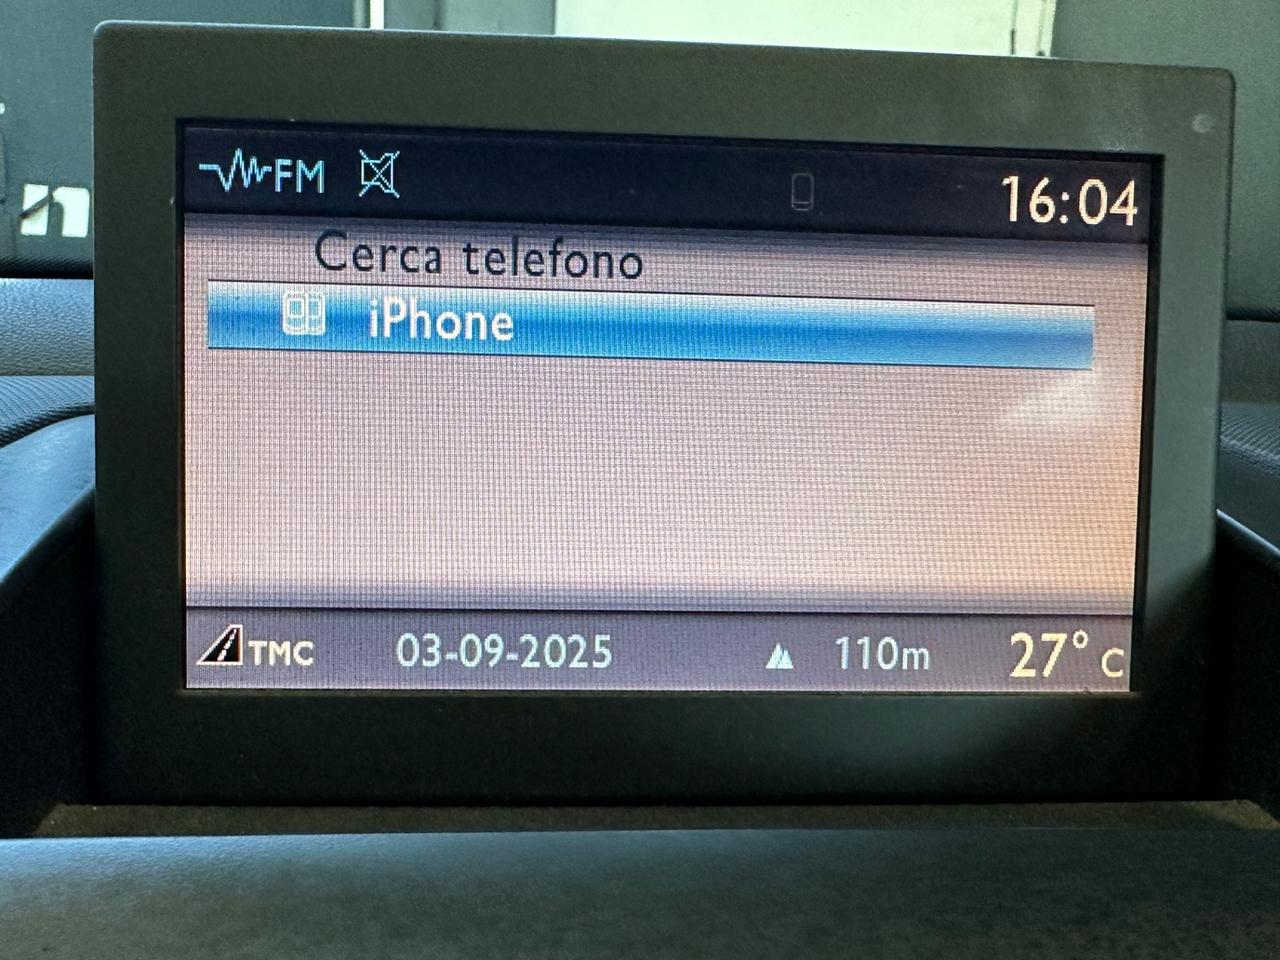 FM
16:04
Cerca telefono
iPhone
TMC 03-09-2025 110m 27° C
n